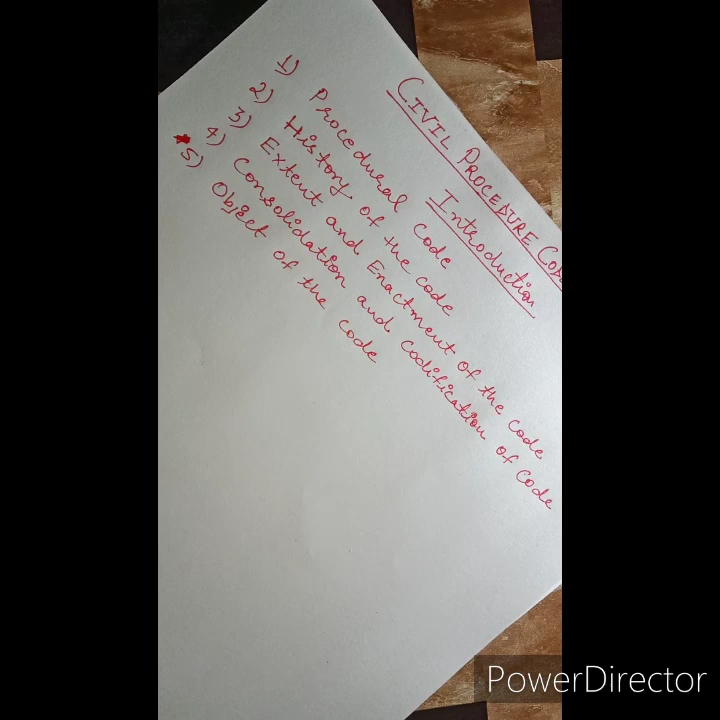 CIVIL PROCEDURE CODE
Introduction
1) Procedural Code
2) History of the code
3) Extent and Enactment of the code
4) Consolidation and codification of code
*5) Object of the code
PowerDirector